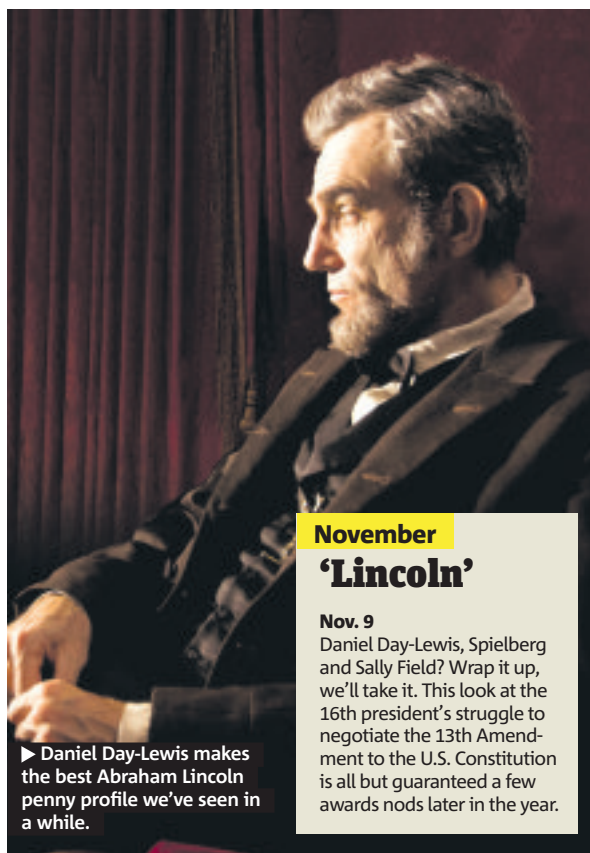 November
‘Lincoln’
Nov. 9
Daniel Day-Lewis, Spielberg
and Sally Field? Wrap it up,
we’ll take it. This look at the
16th president’s struggle to
negotiate the 13th Amend-
ment to the U.S. Constitution
is all but guaranteed a few
awards nods later in the year.
▶ Daniel Day-Lewis makes
the best Abraham Lincoln
penny profile we’ve seen in
a while.